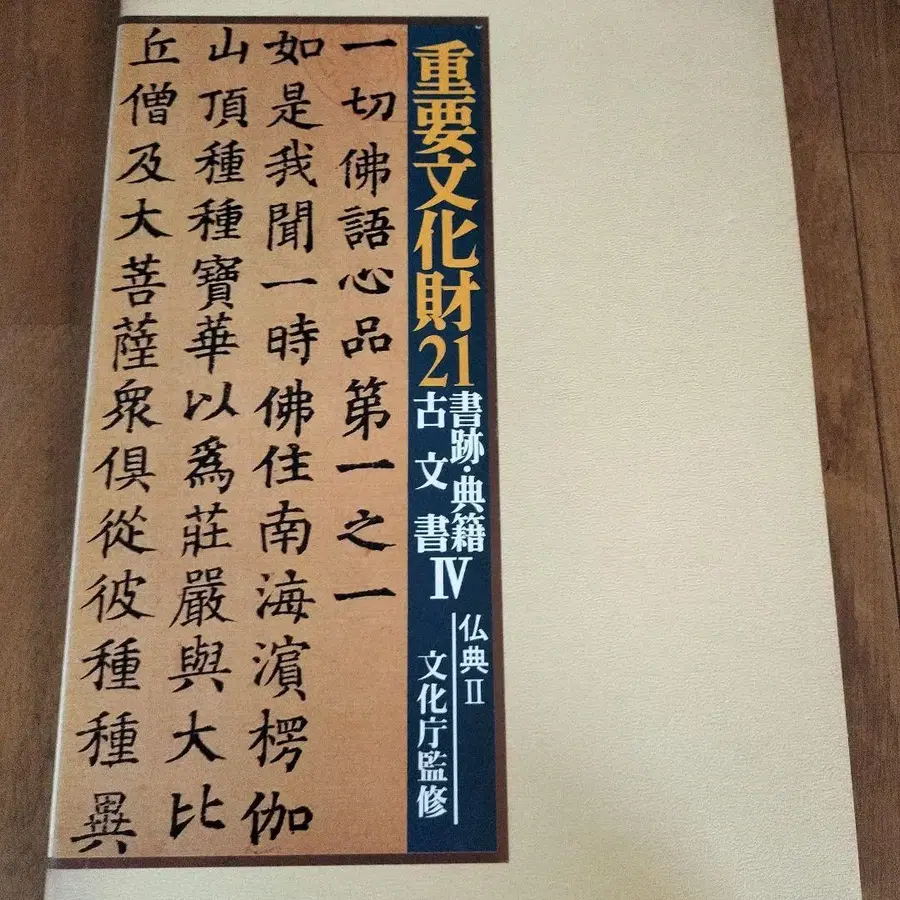 重要文化財21
書跡・典籍
古文書Ⅳ
仏典Ⅱ
文化庁監修
一切佛語心品第一之一
如是我聞一時佛住南海濵楞伽
山頂種種寶華以爲莊嚴與大比
丘僧及大菩薩衆俱從彼種種異